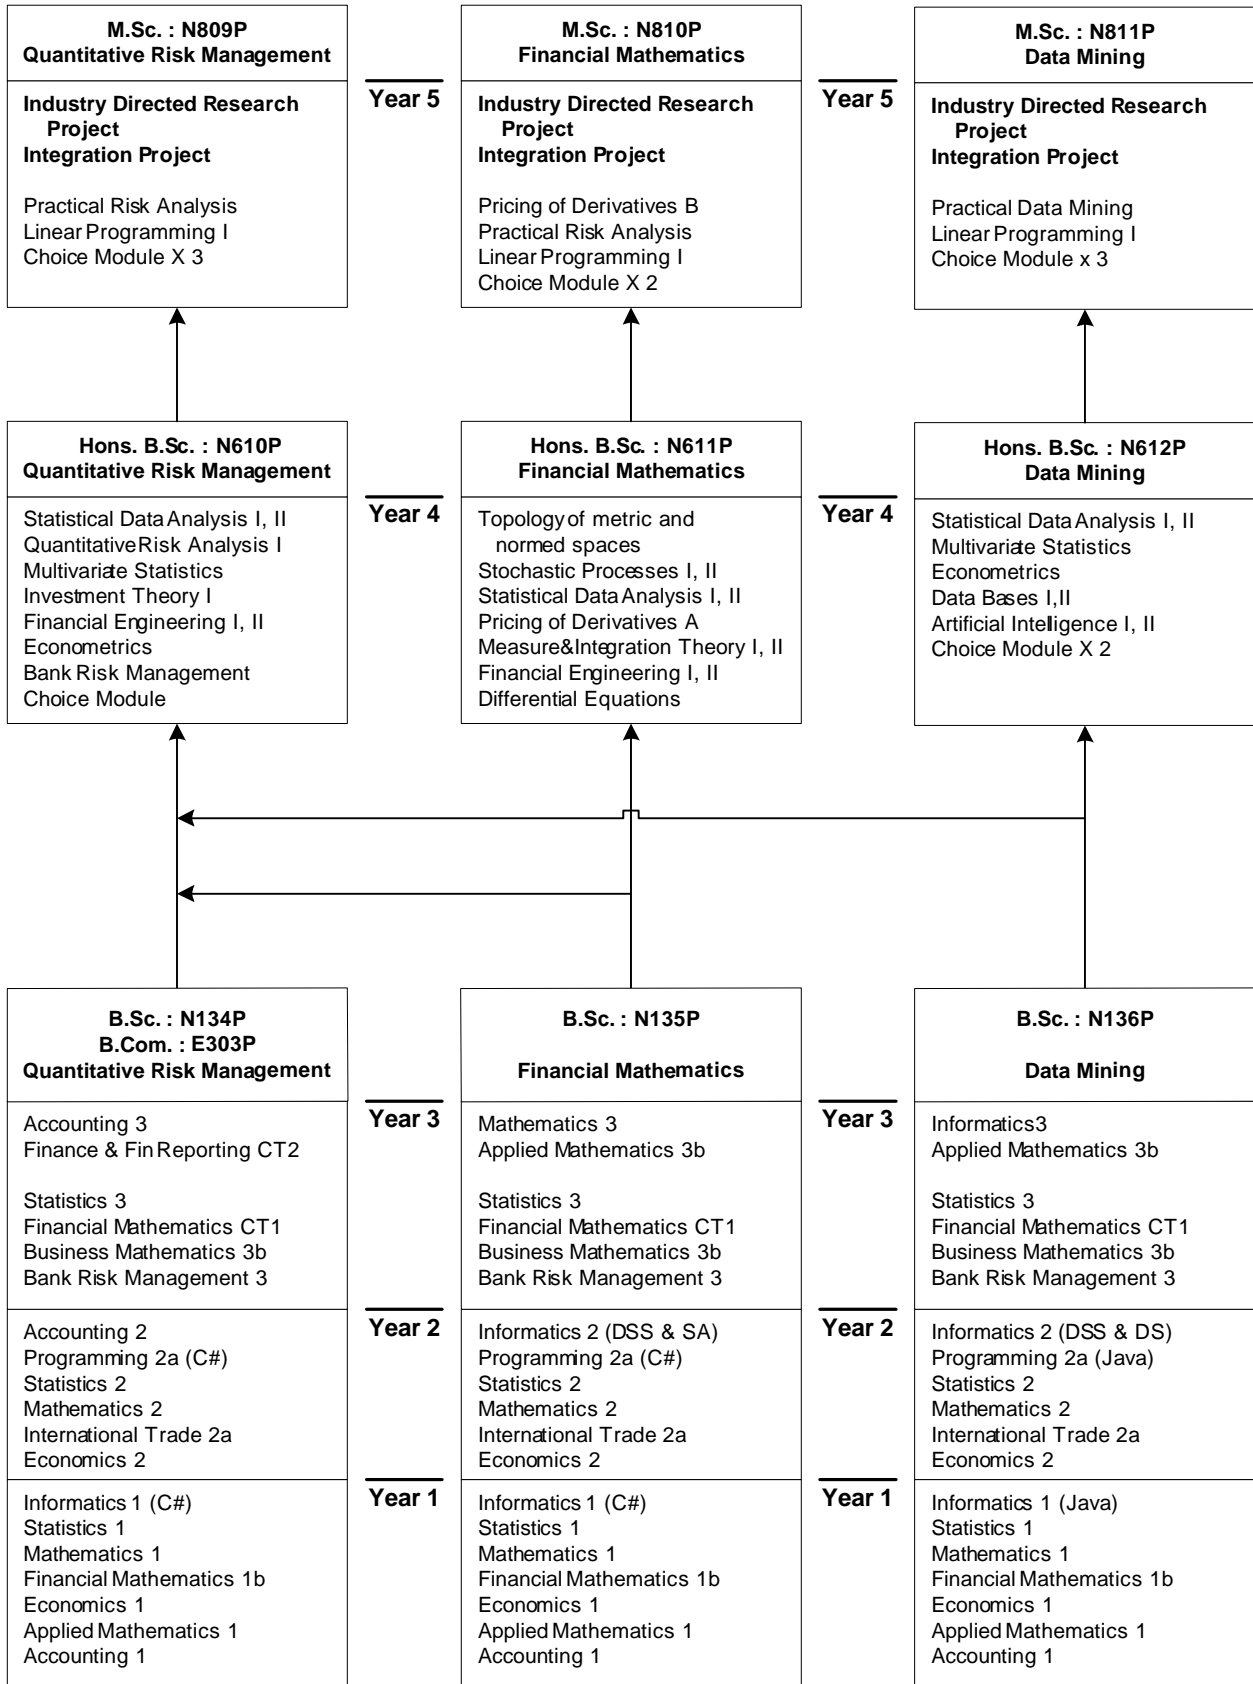 M.Sc. : N809P
Quantitative Risk Management
Industry Directed Research
Project
Integration Project
Practical Risk Analysis
Linear Programming I
Choice Module X 3
Year 5
M.Sc. : N810P
Financial Mathematics
Industry Directed Research
Project
Integration Project
Pricing of Derivatives B
Practical Risk Analysis
Linear Programming I
Choice Module X 2
Year 5
M.Sc. : N811P
Data Mining
Industry Directed Research
Project
Integration Project
Practical Data Mining
Linear Programming I
Choice Module x 3
Hons. B.Sc. : N610P
Quantitative Risk Management
Statistical Data Analysis I, II
Quantitative Risk Analysis I
Multivariate Statistics
Investment Theory I
Financial Engineering I, II
Econometrics
Bank Risk Management
Choice Module
Year 4
Hons. B.Sc. : N611P
Financial Mathematics
Topology of metric and
normed spaces
Stochastic Processes I, II
Statistical Data Analysis I, II
Pricing of Derivatives A
Measure&Integration Theory I, II
Financial Engineering I, II
Differential Equations
Year 4
Hons. B.Sc. : N612P
Data Mining
Statistical Data Analysis I, II
Multivariate Statistics
Econometrics
Data Bases I,II
Artificial Intelligence I, II
Choice Module X 2
B.Sc. : N134P
B.Com. : E303P
Quantitative Risk Management
Accounting 3
Finance & Fin Reporting CT2
Statistics 3
Financial Mathematics CT1
Business Mathematics 3b
Bank Risk Management 3
Accounting 2
Programming 2a (C#)
Statistics 2
Mathematics 2
International Trade 2a
Economics 2
Informatics 1 (C#)
Statistics 1
Mathematics 1
Financial Mathematics 1b
Economics 1
Applied Mathematics 1
Accounting 1
Year 3
Year 2
Year 1
B.Sc. : N135P
Financial Mathematics
Mathematics 3
Applied Mathematics 3b
Statistics 3
Financial Mathematics CT1
Business Mathematics 3b
Bank Risk Management 3
Informatics 2 (DSS & SA)
Programming 2a (C#)
Statistics 2
Mathematics 2
International Trade 2a
Economics 2
Informatics 1 (C#)
Statistics 1
Mathematics 1
Financial Mathematics 1b
Economics 1
Applied Mathematics 1
Accounting 1
Year 3
Year 2
Year 1
B.Sc. : N136P
Data Mining
Informatics3
Applied Mathematics 3b
Statistics 3
Financial Mathematics CT1
Business Mathematics 3b
Bank Risk Management 3
Informatics 2 (DSS & DS)
Programming 2a (Java)
Statistics 2
Mathematics 2
International Trade 2a
Economics 2
Informatics 1 (Java)
Statistics 1
Mathematics 1
Financial Mathematics 1b
Economics 1
Applied Mathematics 1
Accounting 1